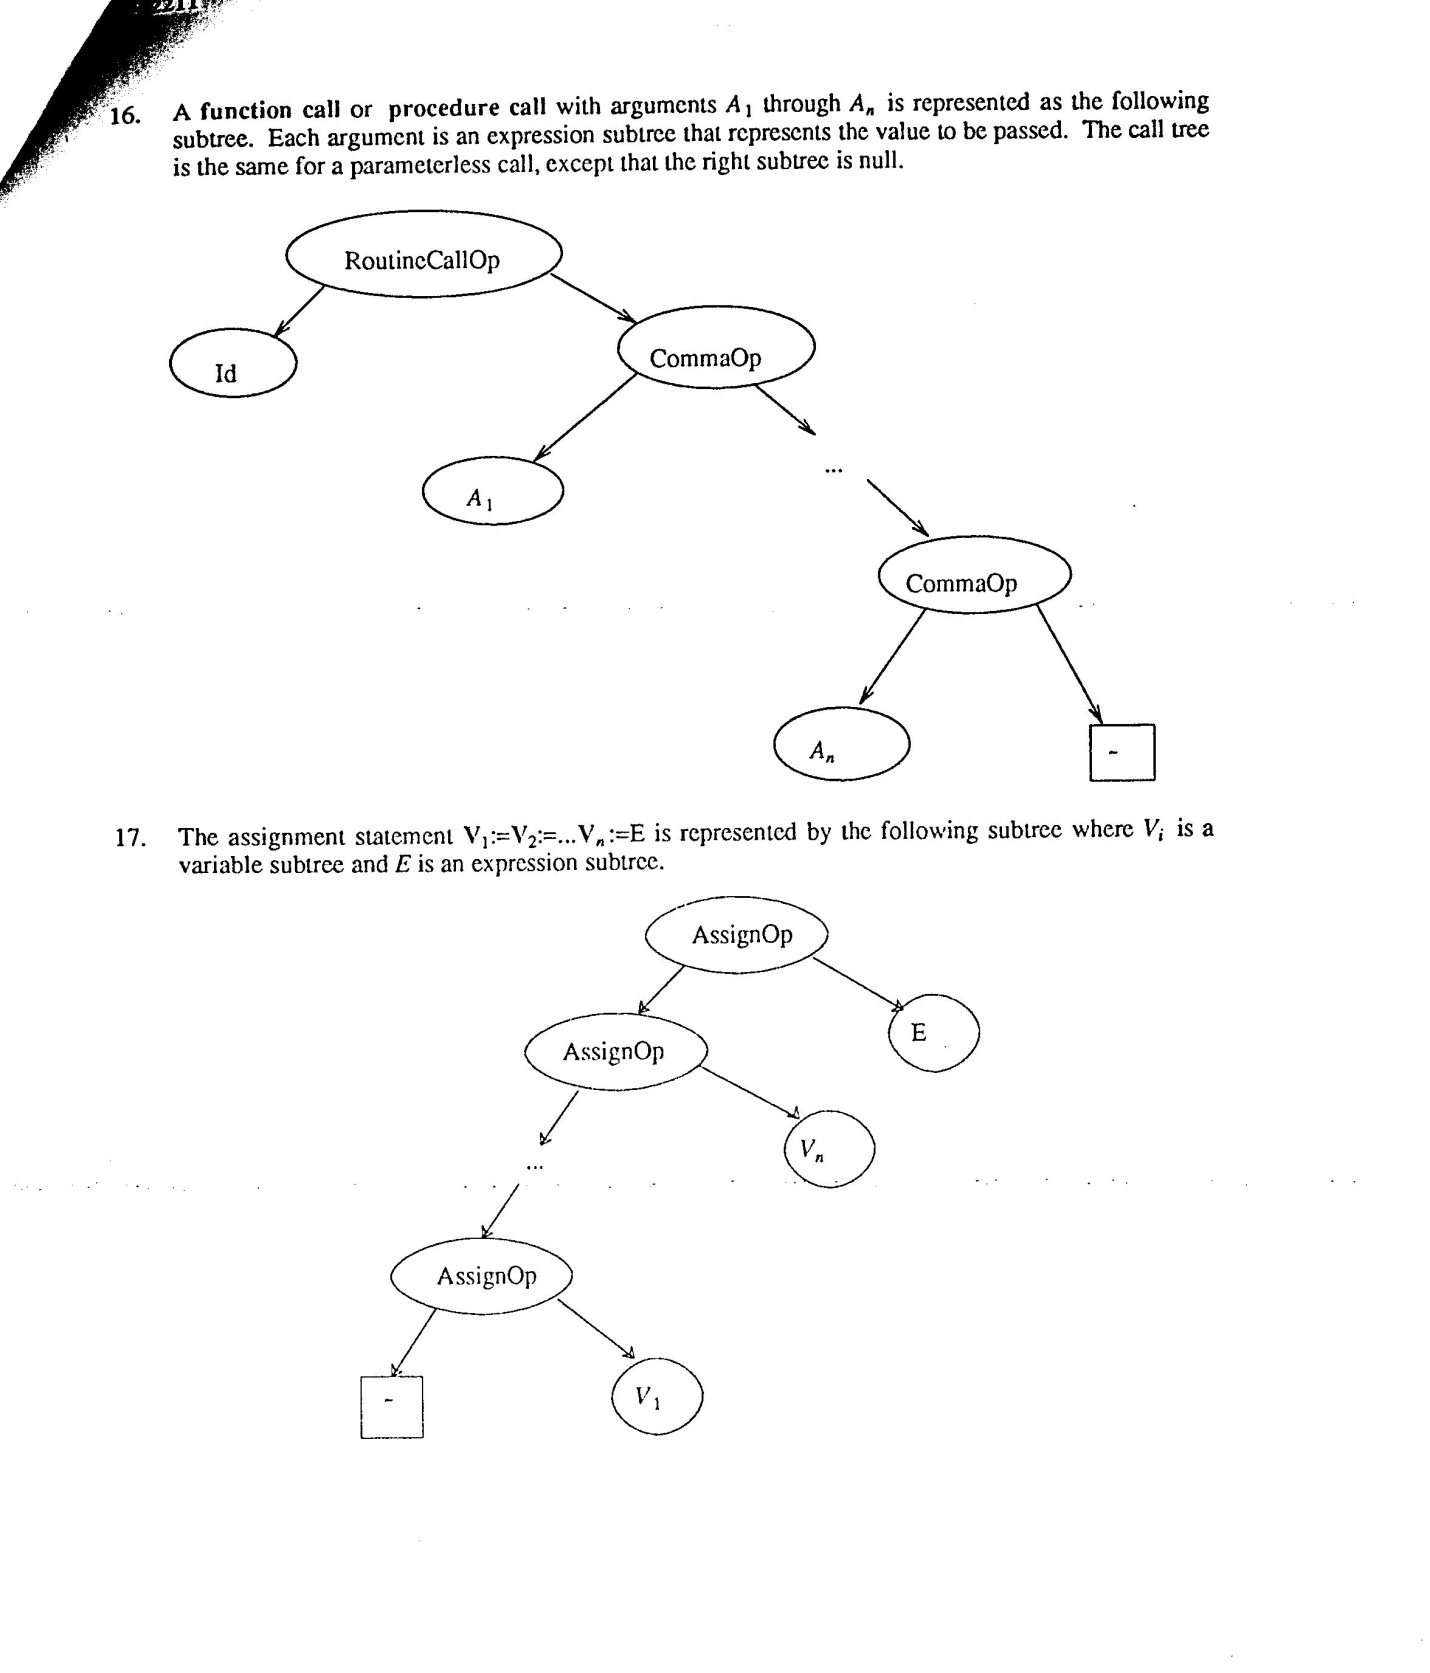 16. A function call or procedure call with arguments A1 through An is represented as the following
subtree. Each argument is an expression subtree that represents the value to be passed. The call tree
is the same for a parameterless call, except that the right subtree is null.
RoutineCallOp
CommaOp
Id
...
A1
CommaOp
An
-
17. The assignment statement V1:=V2:=...Vn:=E is represented by the following subtree where Vi is a
variable subtree and E is an expression subtree.
AssignOp
E
AssignOp
Vn
...
AssignOp
-
V1